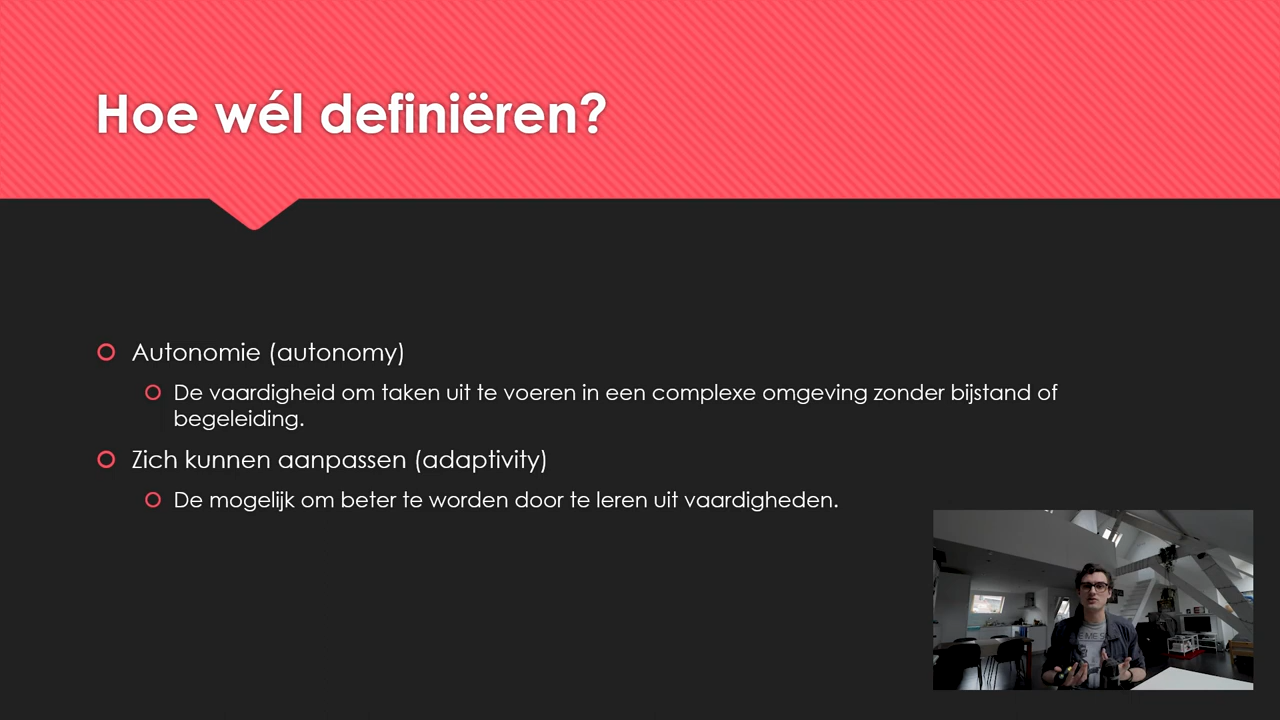 Hoe wél definiëren?
Autonomie (autonomy)
De vaardigheid om taken uit te voeren in een complexe omgeving zonder bijstand of
begeleiding.
Zich kunnen aanpassen (adaptivity)
De mogelijk om beter te worden door te leren uit vaardigheden.